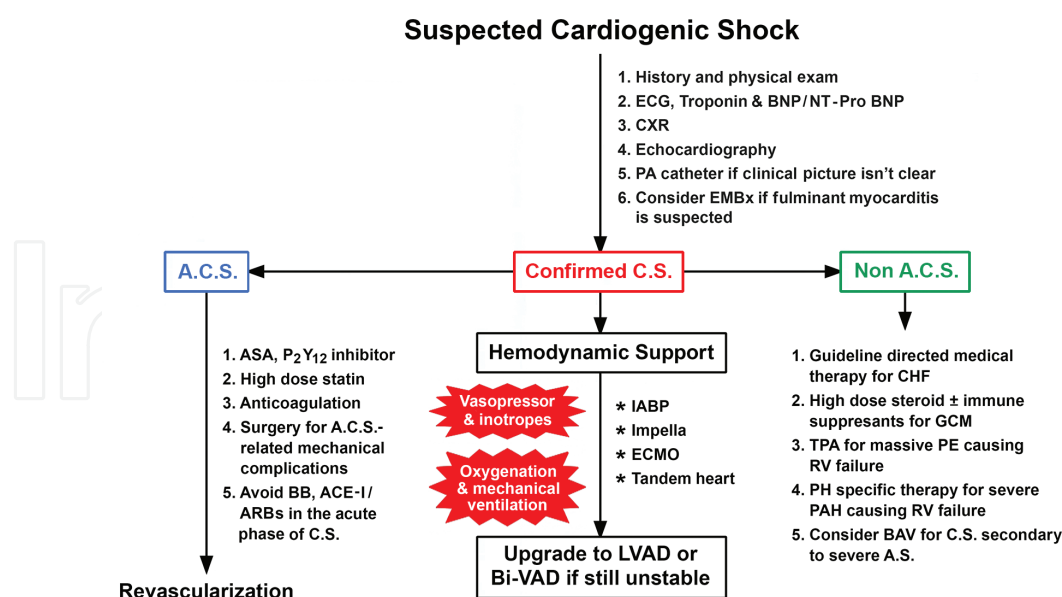 Suspected Cardiogenic Shock
1. History and physical exam
2. ECG, Troponin & BNP/NT-Pro BNP
3. CXR
4. Echocardiography
5. PA catheter if clinical picture isn't clear
6. Consider EMBx if fulminant myocarditis
is suspected
A.C.S.
Confirmed C.S.
Non A.C.S.
1. ASA, P2Y12 inhibitor
2. High dose statin
3. Anticoagulation
4. Surgery for A.C.S.-
related mechanical
complications
5. Avoid BB, ACE-I/
ARBs in the acute
phase of C.S.
Revascularization
Hemodynamic Support
Vasopressor
& inotropes
Oxygenation
& mechanical
ventilation
* IABP
* Impella
* ECMO
* Tandem heart
Upgrade to LVAD or
Bi-VAD if still unstable
1. Guideline directed medical
therapy for CHF
2. High dose steroid ± immune
suppresants for GCM
3. TPA for massive PE causing
RV failure
4. PH specific therapy for severe
PAH causing RV failure
5. Consider BAV for C.S. secondary
to severe A.S.